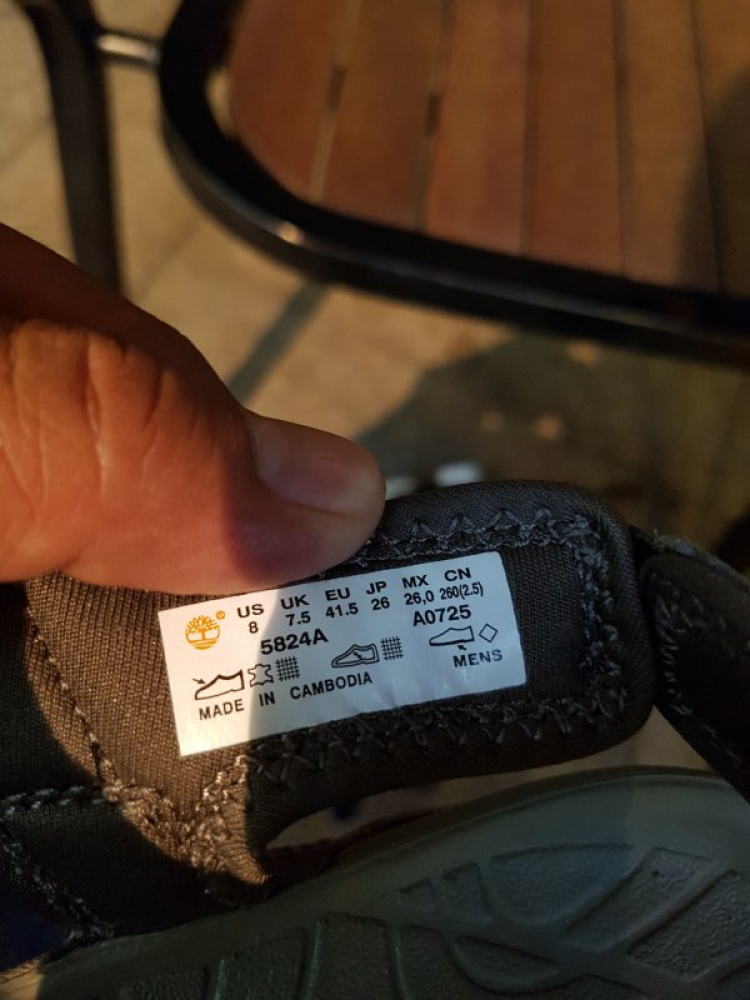 ® US UK EU JP MX CN
8 7.5 41.5 26 26,0 260(2.5)
5824A A0725
MENS
MADE IN CAMBODIA